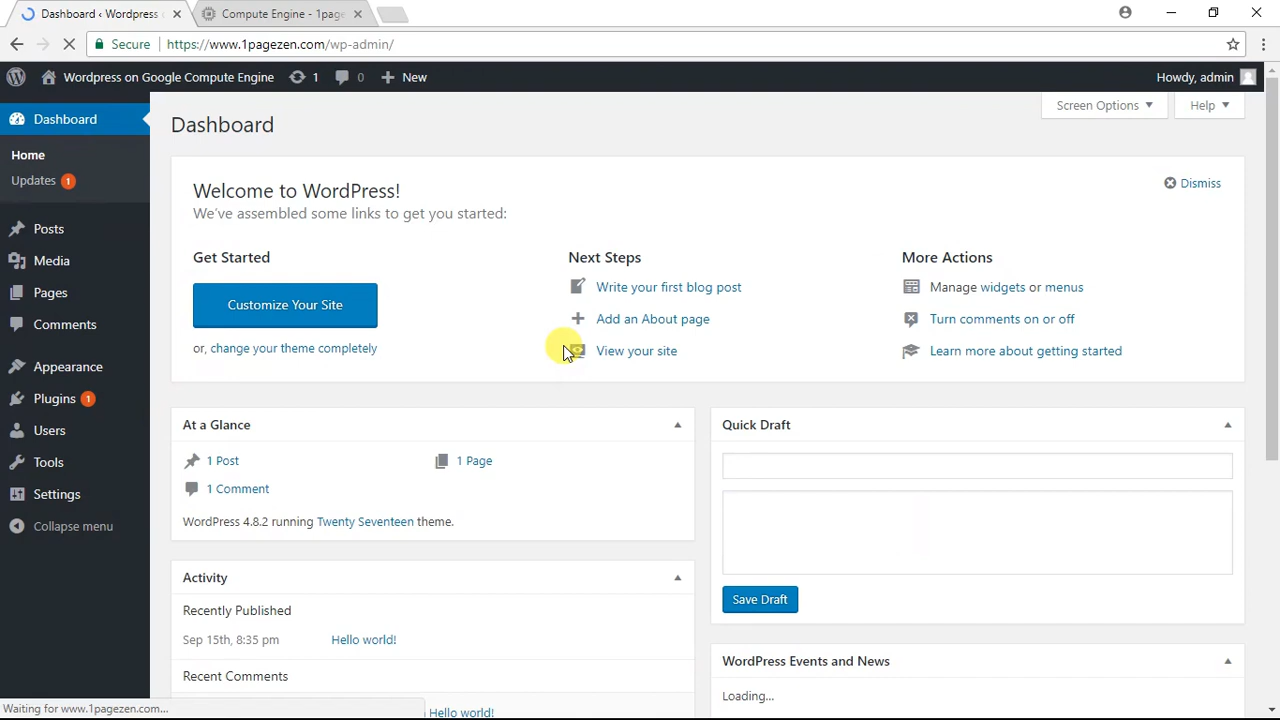 Dashboard ‹ Wordpress
Compute Engine - 1page
Secure
https://www.1pagezen.com/wp-admin/
Wordpress on Google Compute Engine
1
0
New
Howdy, admin
Dashboard
Home
Updates 1
Posts
Media
Pages
Comments
Appearance
Plugins 1
Users
Tools
Settings
Collapse menu
Screen Options
Help
Dashboard
Welcome to WordPress!
We've assembled some links to get you started:
Dismiss
Get Started
Customize Your Site
or, change your theme completely
Next Steps
Write your first blog post
Add an About page
View your site
More Actions
Manage widgets or menus
Turn comments on or off
Learn more about getting started
At a Glance
1 Post
1 Page
1 Comment
WordPress 4.8.2 running Twenty Seventeen theme.
Activity
Recently Published
Sep 15th, 8:35 pm
Hello world!
Recent Comments
Hello world!
Quick Draft
Save Draft
WordPress Events and News
Loading...
Waiting for www.1pagezen.com...